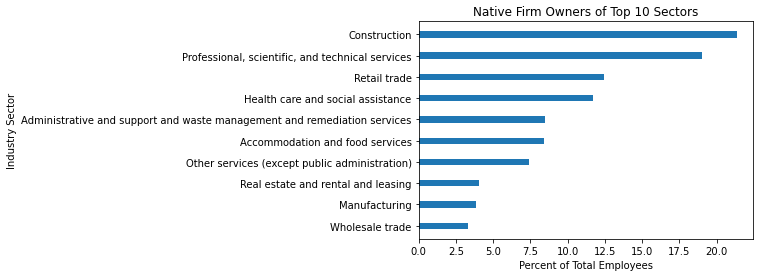 Native Firm Owners of Top 10 Sectors
Industry Sector
Construction
Professional, scientific, and technical services
Retail trade
Health care and social assistance
Administrative and support and waste management and remediation services
Accommodation and food services
Other services (except public administration)
Real estate and rental and leasing
Manufacturing
Wholesale trade
0.0 2.5 5.0 7.5 10.0 12.5 15.0 17.5 20.0
Percent of Total Employees